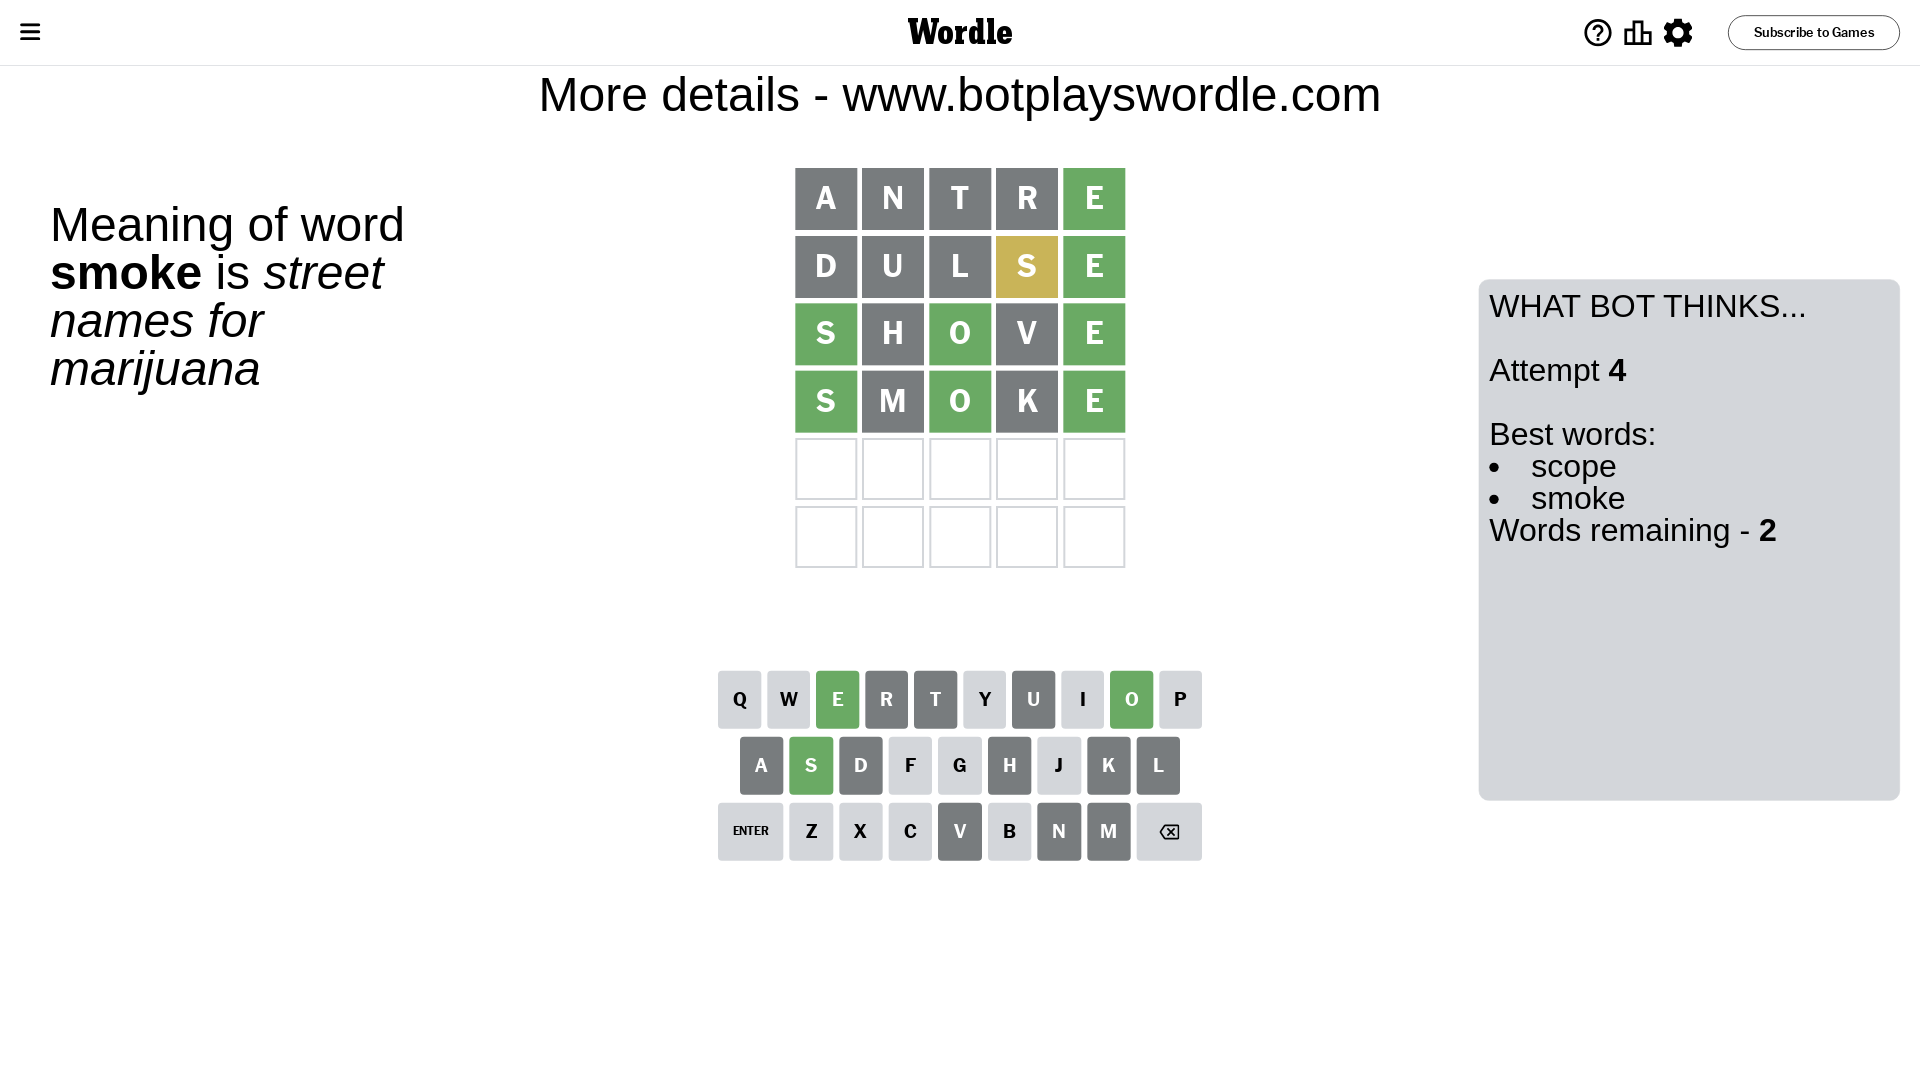 Wordle
Subscribe to Games
More details - www.botplayswordle.com
Meaning of word
smoke is street
names for
marijuana
A N T R E
D U L S E
S H O V E
S M O K E
WHAT BOT THINKS...
Attempt 4
Best words:
• scope
• smoke
Words remaining - 2
Q W E R T Y U I O P
A S D F G H J K L
ENTER Z X C V B N M